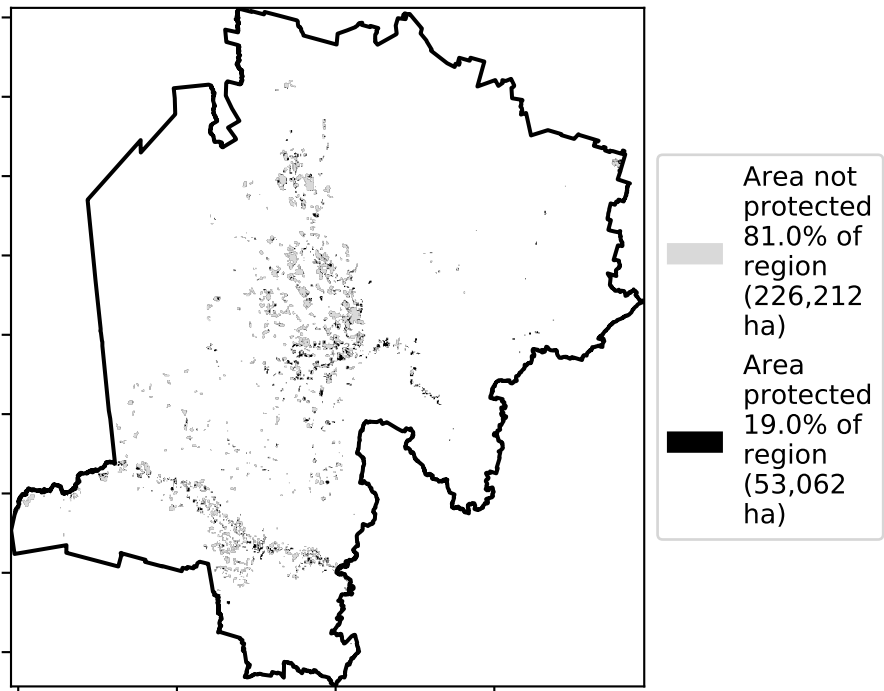 Area not
protected
81.0% of
region
(226,212
ha)
Area
protected
19.0% of
region
(53,062
ha)